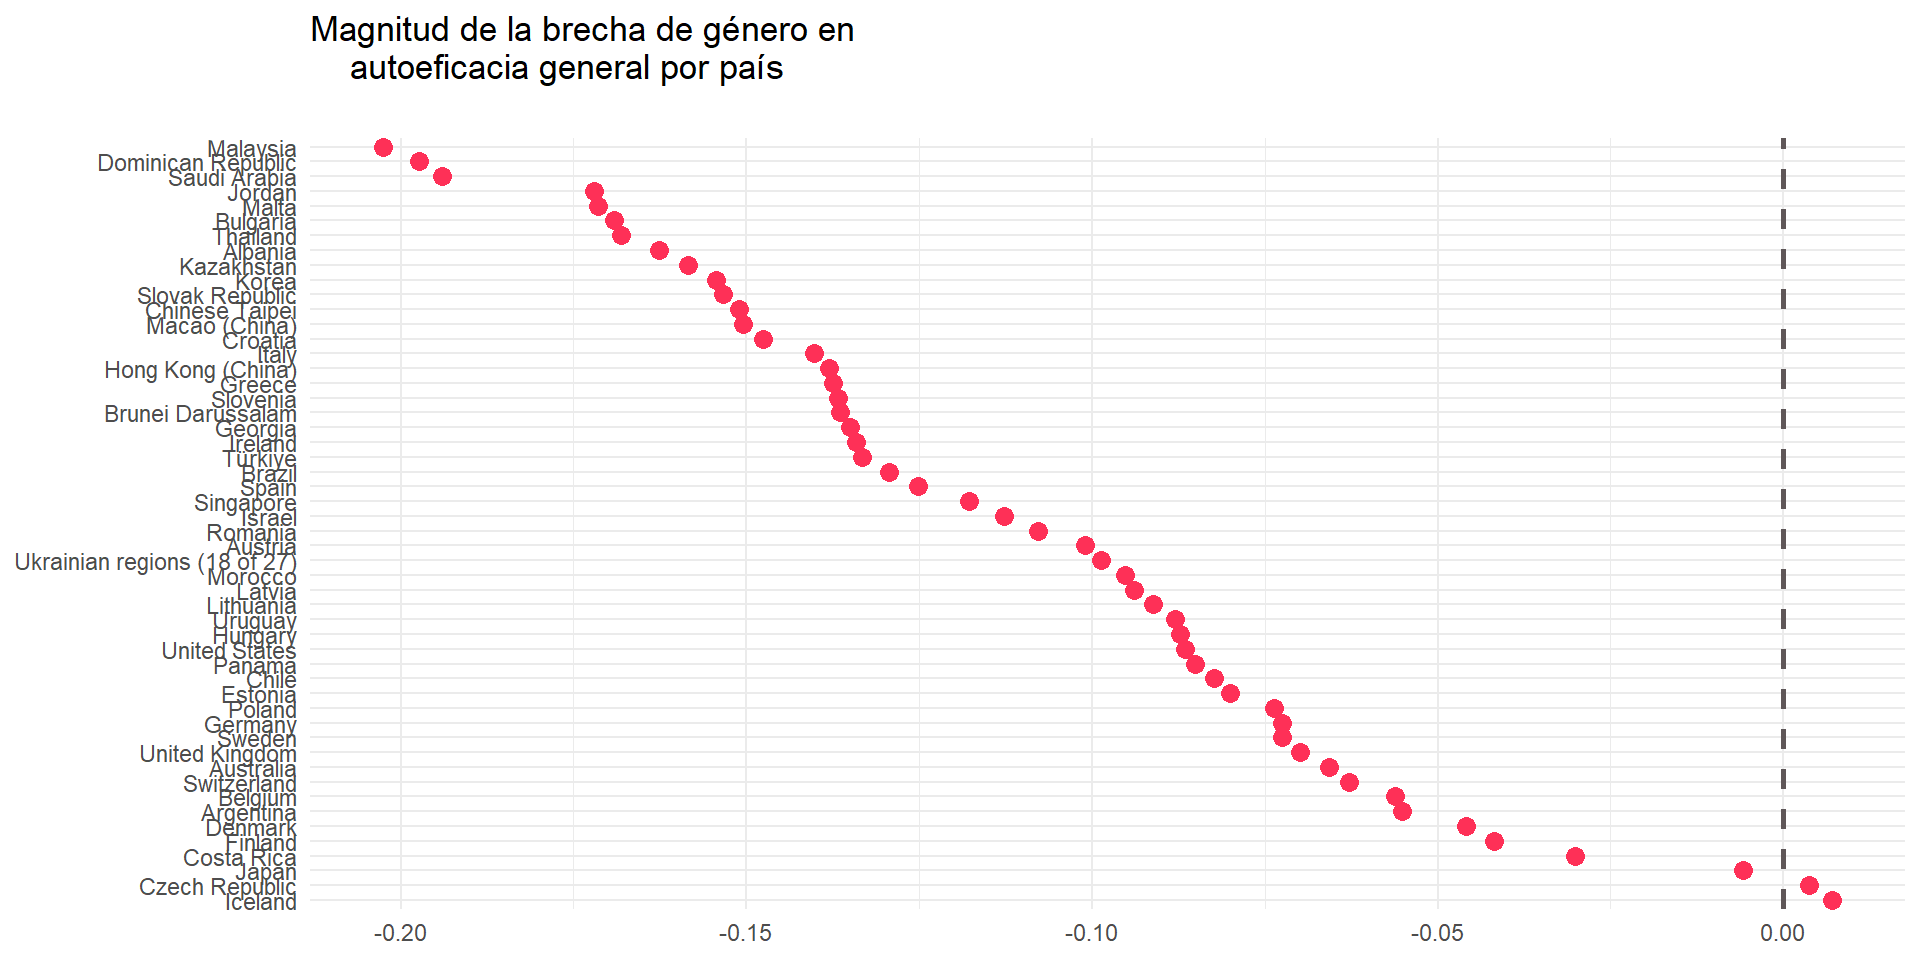 Magnitud de la brecha de género en
autoeficacia general por país
Malaysia
Dominican Republic
Saudi Arabia
Jordan
Malta
Bulgaria
Thailand
Albania
Kazakhstan
Korea
Slovak Republic
Chinese Taipei
Macao (China)
Croatia
Italy
Hong Kong (China)
Greece
Slovenia
Brunei Darussalam
Georgia
Ireland
Türkiye
Brazil
Spain
Singapore
Israel
Romania
Austria
Ukrainian regions (18 of 27)
Morocco
Latvia
Lithuania
Uruguay
Hungary
United States
Panama
Chile
Estonia
Poland
Germany
Sweden
United Kingdom
Australia
Switzerland
Belgium
Argentina
Denmark
Finland
Costa Rica
Japan
Czech Republic
Iceland
-0.20 -0.15 -0.10 -0.05 0.00